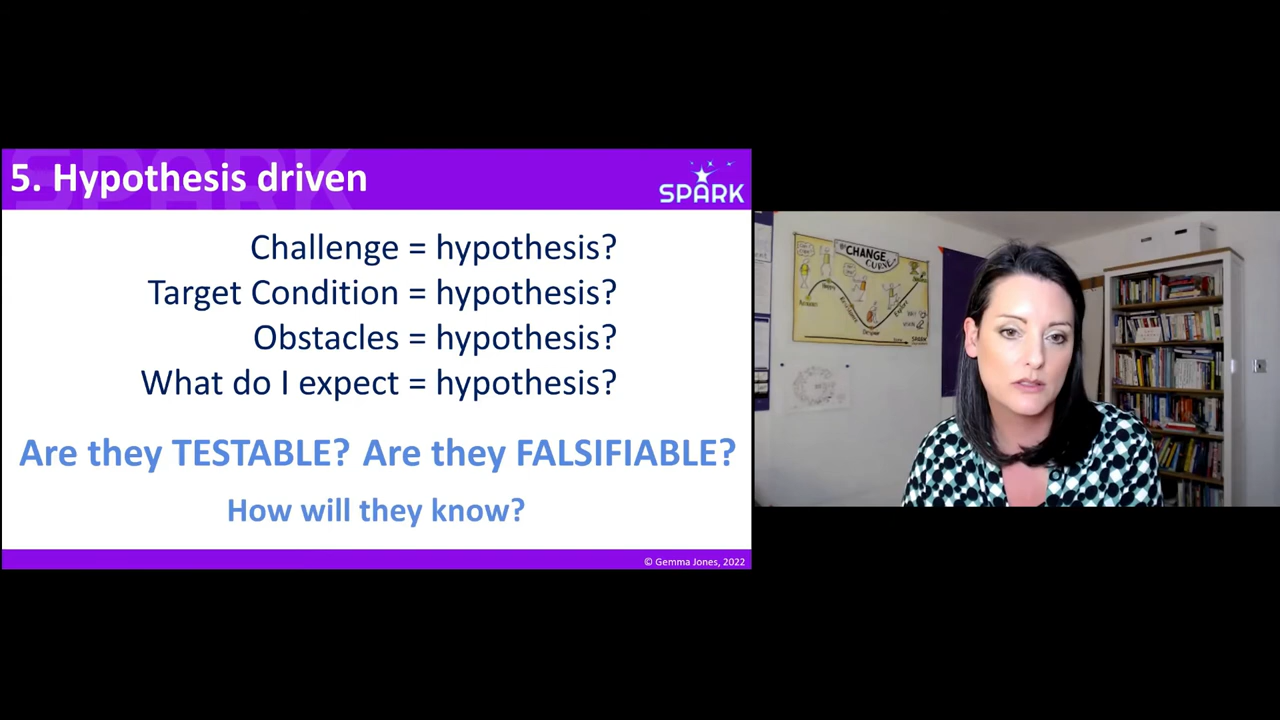 5. Hypothesis driven
SPARK
Challenge = hypothesis?
Target Condition = hypothesis?
Obstacles = hypothesis?
What do I expect = hypothesis?
Are they TESTABLE? Are they FALSIFIABLE?
How will they know?
© Gemma Jones, 2022
CHANGE
CURVE